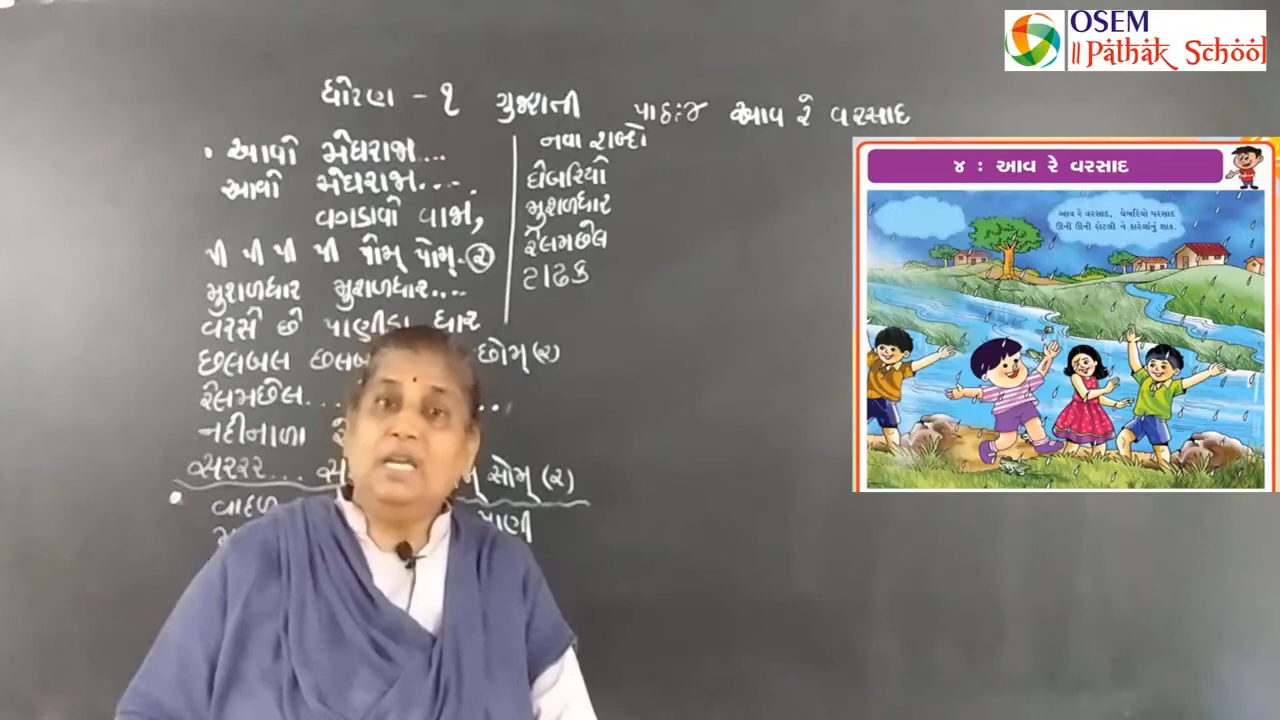 OSEM
॥ Pathak School
ધોરણ - ૧ ગુજરાતી પાઠ:૪ આવ રે વરસાદ
આવો મેઘરાજા....
આવો મેઘરાજા....
વગડાવો વાજા,
પી પી પી પી પોમ્ પોમ્ (૨)
મુશળધાર મુશળધાર....
વરસે છે પાણીડા ધાર
છલબલ છોમ્ (૨)
રેલમછેલ...
નદીનાળા
સરરર... સોમ્ (૨)
વાદળ પાણી
નવા શબ્દો
ઘેબરિયો
મુશળધાર
રેલમછેલ
ટાઢક
૪ : આવ રે વરસાદ
આવ રે વરસાદ, ઘેબરિયો પરસાદ
ઊની ઊની રોટલી ને કારેલાંનું શાક.